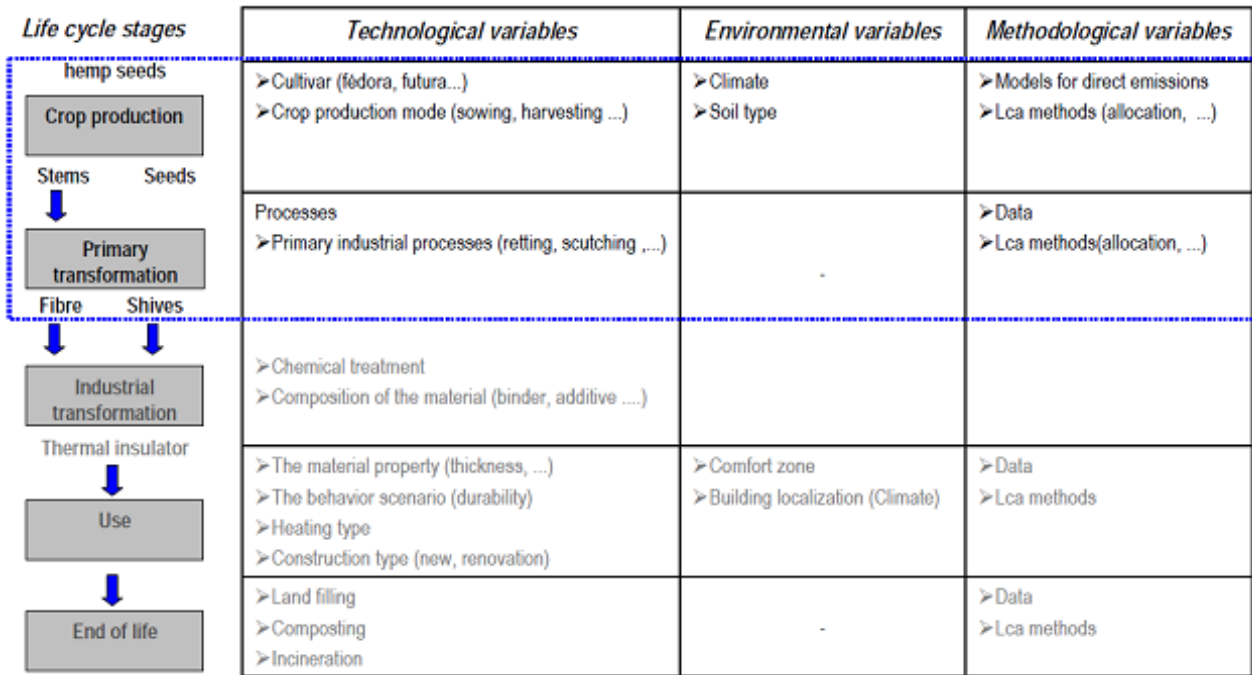 Life cycle stages
Technological variables
Environmental variables
Methodological variables
hemp seeds
Crop production
Stems Seeds
➢Cultivar (fédora, futura...)
➢Crop production mode (sowing, harvesting ...)
➢Climate
➢Soil type
➢Models for direct emissions
➢Lca methods (allocation, ...)
Primary
transformation
Fibre Shives
Processes
➢Primary industrial processes (retting, scutching ,...)
-
➢Data
➢Lca methods(allocation, ...)
Industrial
transformation
Thermal insulator
➢Chemical treatment
➢Composition of the material (binder, additive ....)
Use
➢The material property (thickness, ...)
➢The behavior scenario (durability)
➢Heating type
➢Construction type (new, renovation)
➢Comfort zone
➢Building localization (Climate)
➢Data
➢Lca methods
End of life
➢Land filling
➢Composting
➢Incineration
-
➢Data
➢Lca methods